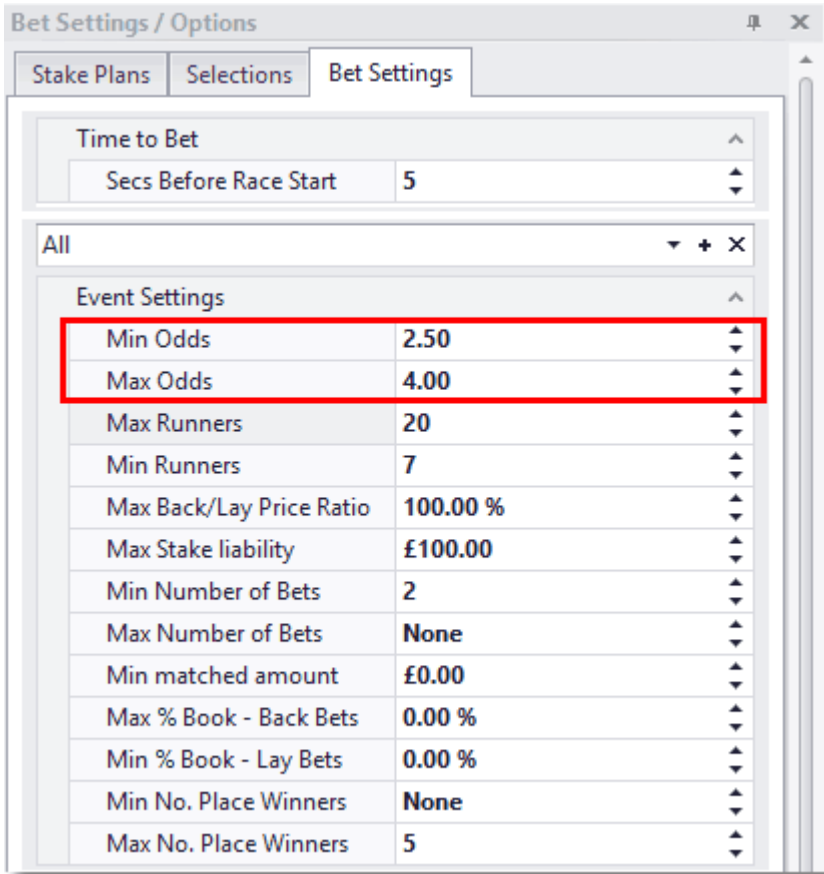 Bet Settings / Options
Stake Plans Selections Bet Settings
Time to Bet
Secs Before Race Start 5
All
Event Settings
Min Odds 2.50
Max Odds 4.00
Max Runners 20
Min Runners 7
Max Back/Lay Price Ratio 100.00 %
Max Stake liability £100.00
Min Number of Bets 2
Max Number of Bets None
Min matched amount £0.00
Max % Book - Back Bets 0.00 %
Min % Book - Lay Bets 0.00 %
Min No. Place Winners None
Max No. Place Winners 5